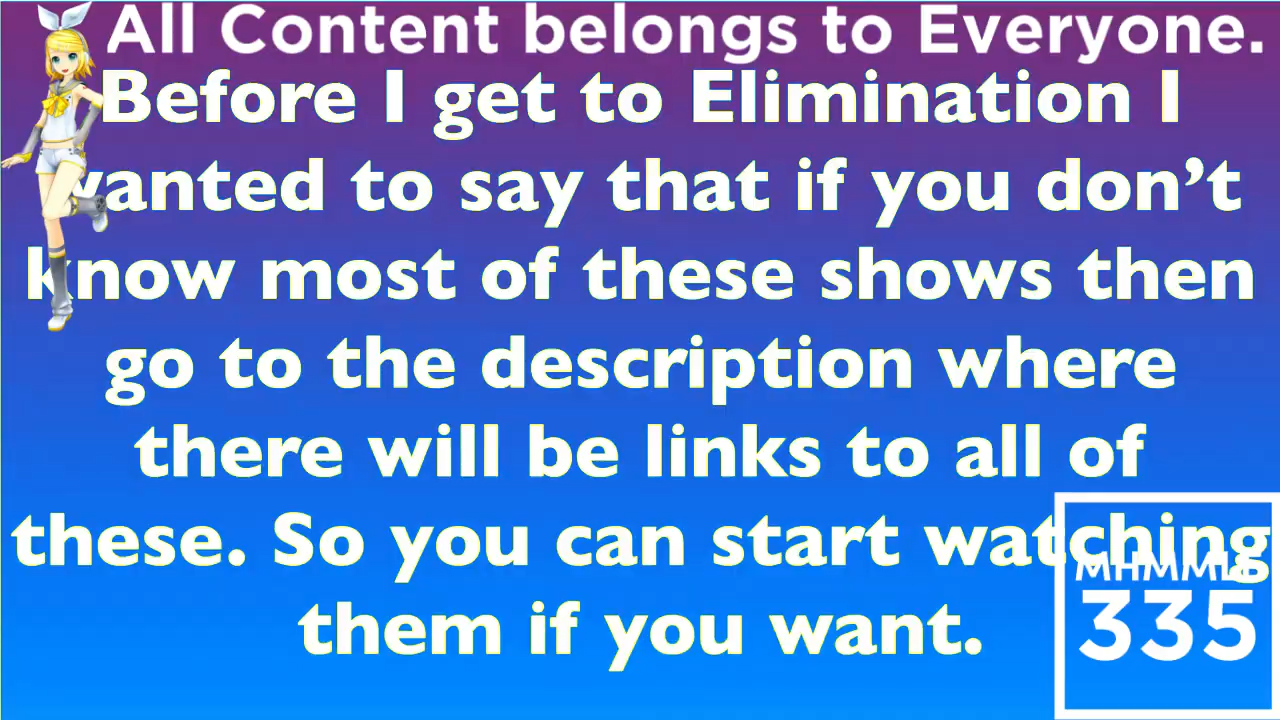 All Content belongs to Everyone.
Before I get to Elimination I
wanted to say that if you don’t
know most of these shows then
go to the description where
there will be links to all of
these. So you can start watching
them if you want.
335